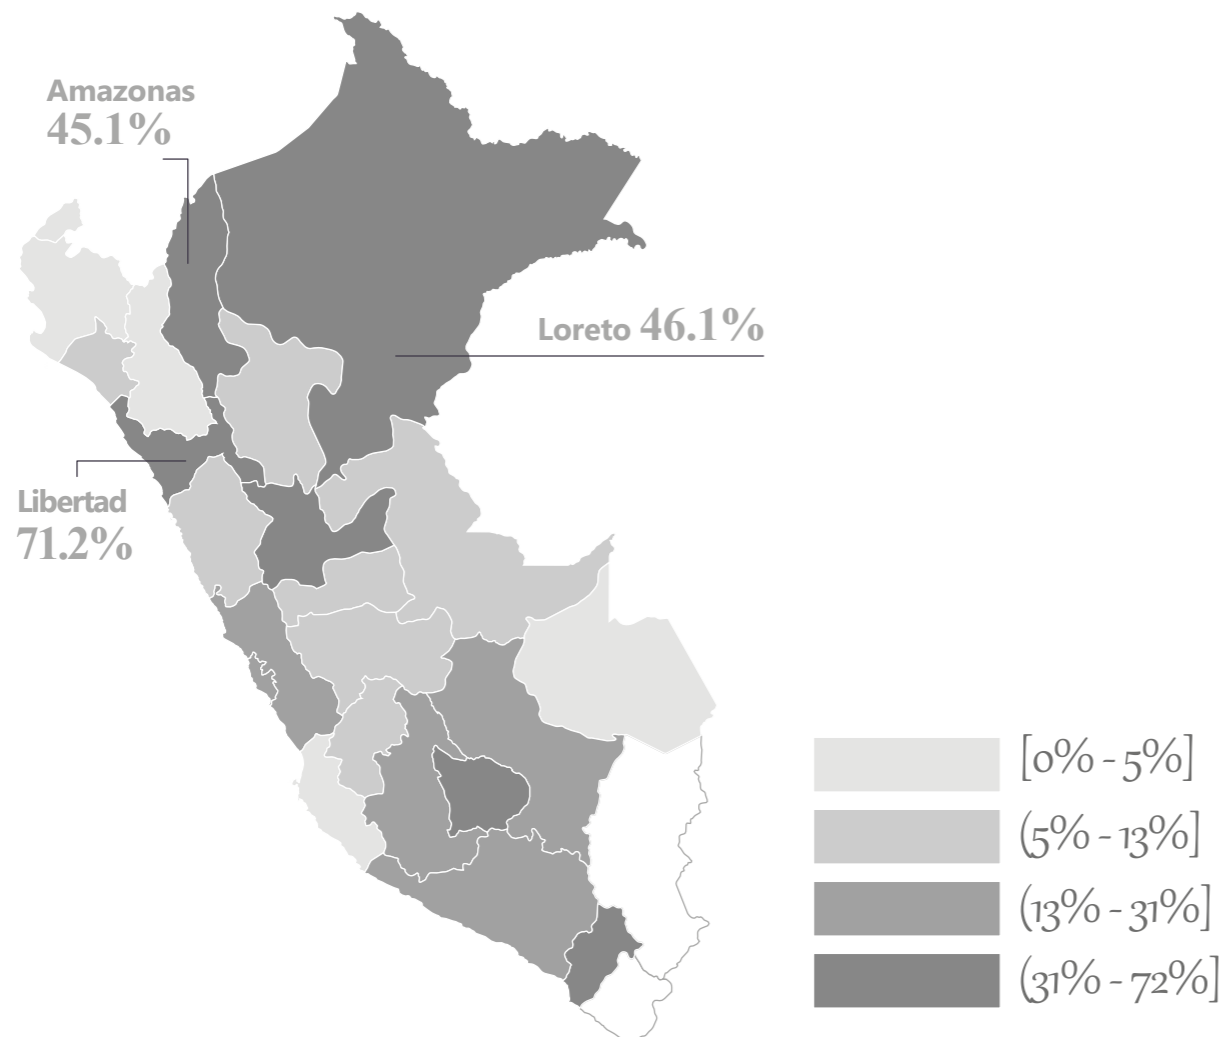 Amazonas
45.1%
Loreto 46.1%
Libertad
71.2%
[0% - 5%]
(5% - 13%]
(13% - 31%]
(31% - 72%]